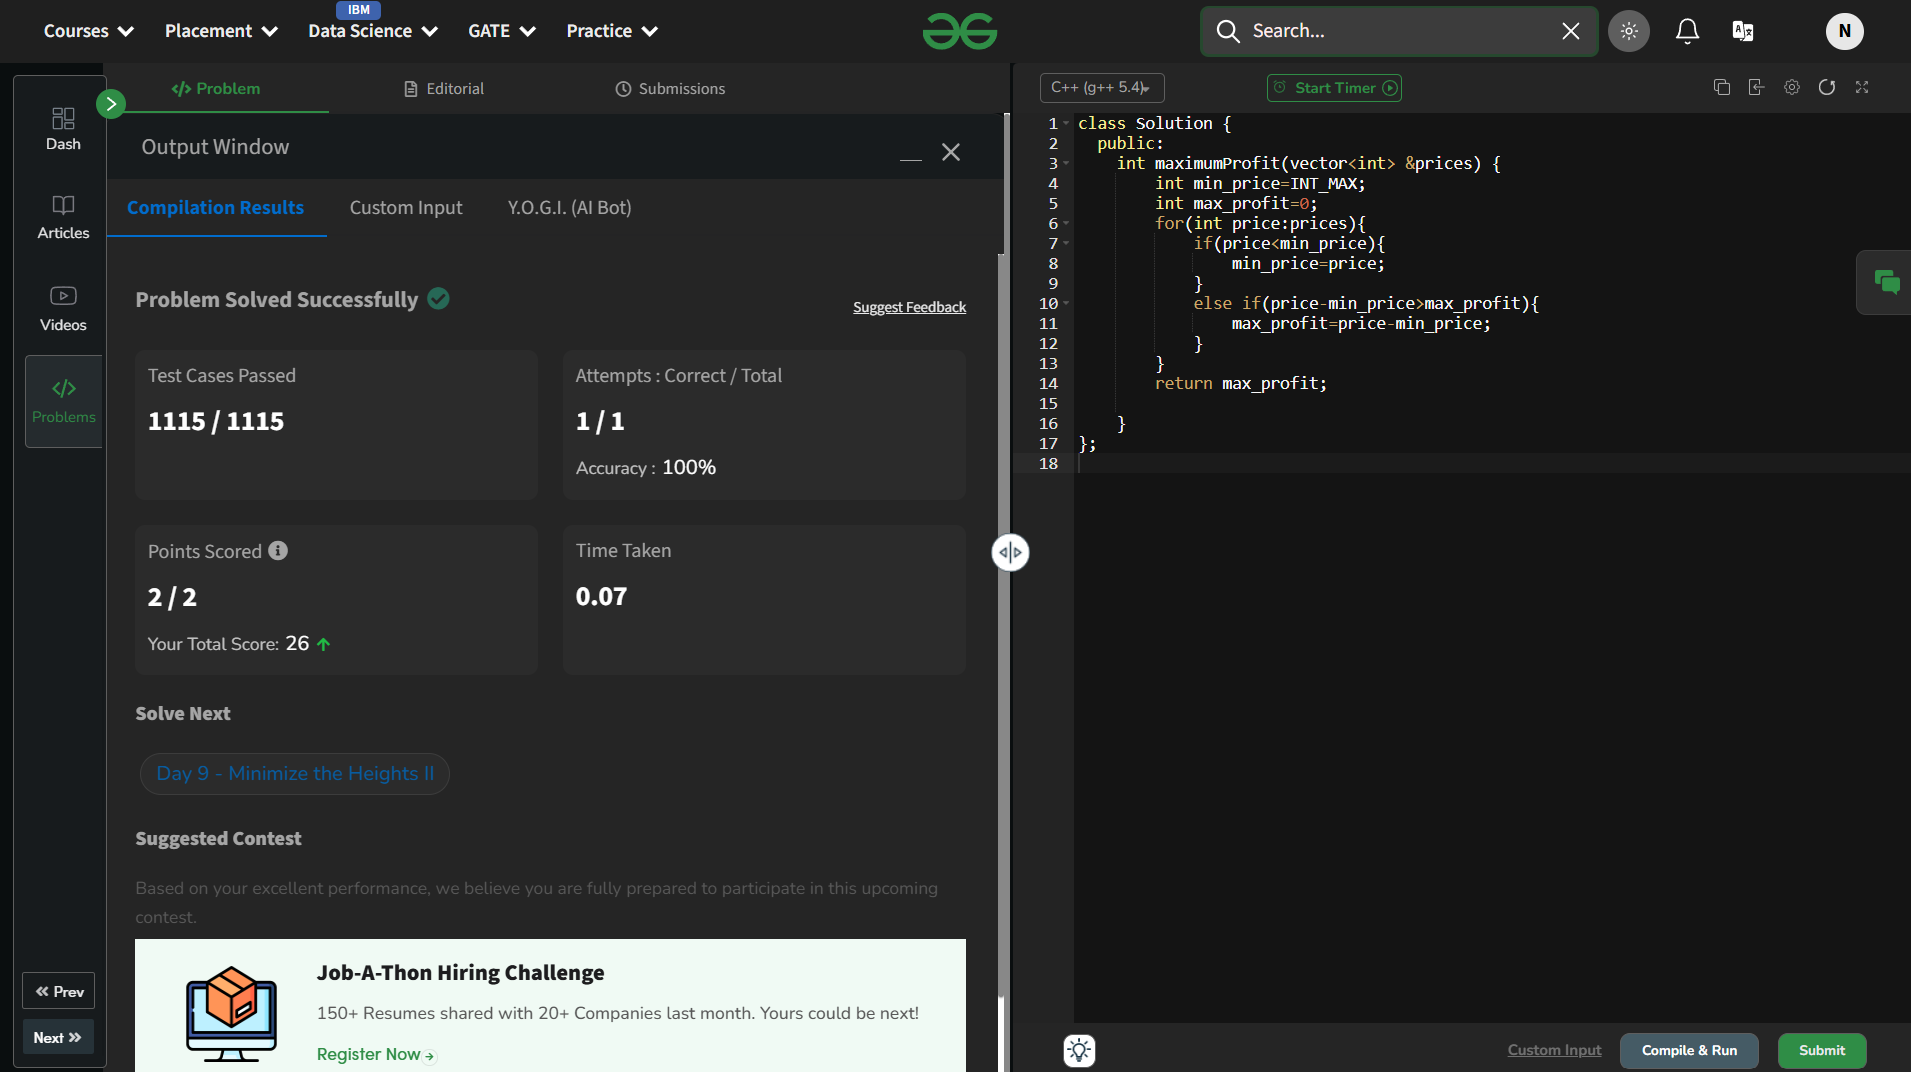 IBM
Courses Placement Data Science GATE Practice
Search...
N
Dash
Articles
Videos
Problems
Prev
Next
Problem Editorial Submissions
Output Window
Compilation Results Custom Input Y.O.G.I. (AI Bot)
Problem Solved Successfully
Suggest Feedback
Test Cases Passed
1115 / 1115
Attempts : Correct / Total
1 / 1
Accuracy : 100%
Points Scored
2 / 2
Your Total Score: 26
Time Taken
0.07
Solve Next
Day 9 - Minimize the Heights II
Suggested Contest
Based on your excellent performance, we believe you are fully prepared to participate in this upcoming
contest.
Job-A-Thon Hiring Challenge
150+ Resumes shared with 20+ Companies last month. Yours could be next!
Register Now
C++ (g++ 5.4)
Start Timer
1 class Solution {
2 public:
3 int maximumProfit(vector<int> &prices) {
4 int min_price=INT_MAX;
5 int max_profit=0;
6 for(int price:prices){
7 if(price<min_price){
8 min_price=price;
9 }
10 else if(price-min_price>max_profit){
11 max_profit=price-min_price;
12 }
13 }
14 return max_profit;
15
16 }
17 };
18
Custom Input Compile & Run Submit